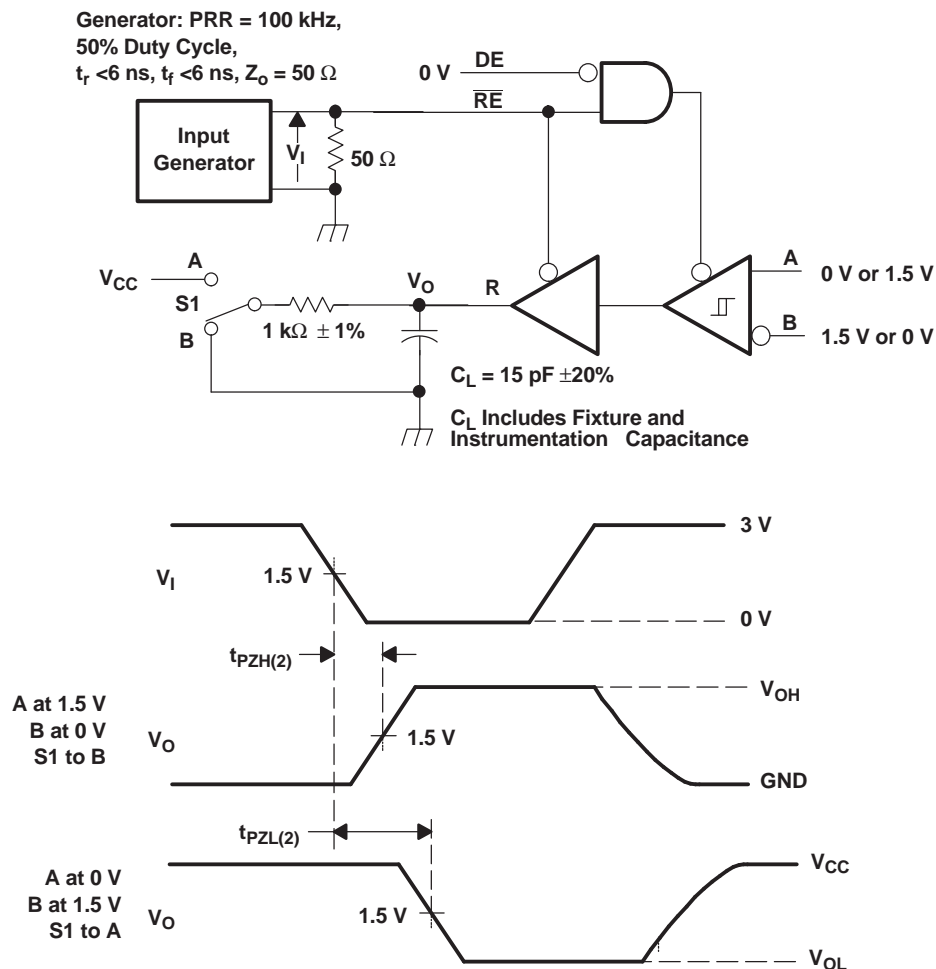 Generator: PRR = 100 kHz,
50% Duty Cycle,
tr <6 ns, tf <6 ns, Zo = 50 Ω
0 V
DE
RE
Input
Generator
VI
50 Ω
VCC
A
S1
B
1 kΩ ± 1%
VO
R
A
0 V or 1.5 V
B
1.5 V or 0 V
CL = 15 pF ±20%
CL Includes Fixture and
Instrumentation Capacitance
VI
1.5 V
3 V
0 V
tPZH(2)
A at 1.5 V
B at 0 V
S1 to B
VO
1.5 V
VOH
GND
tPZL(2)
A at 0 V
B at 1.5 V
S1 to A
VO
1.5 V
VCC
VOL